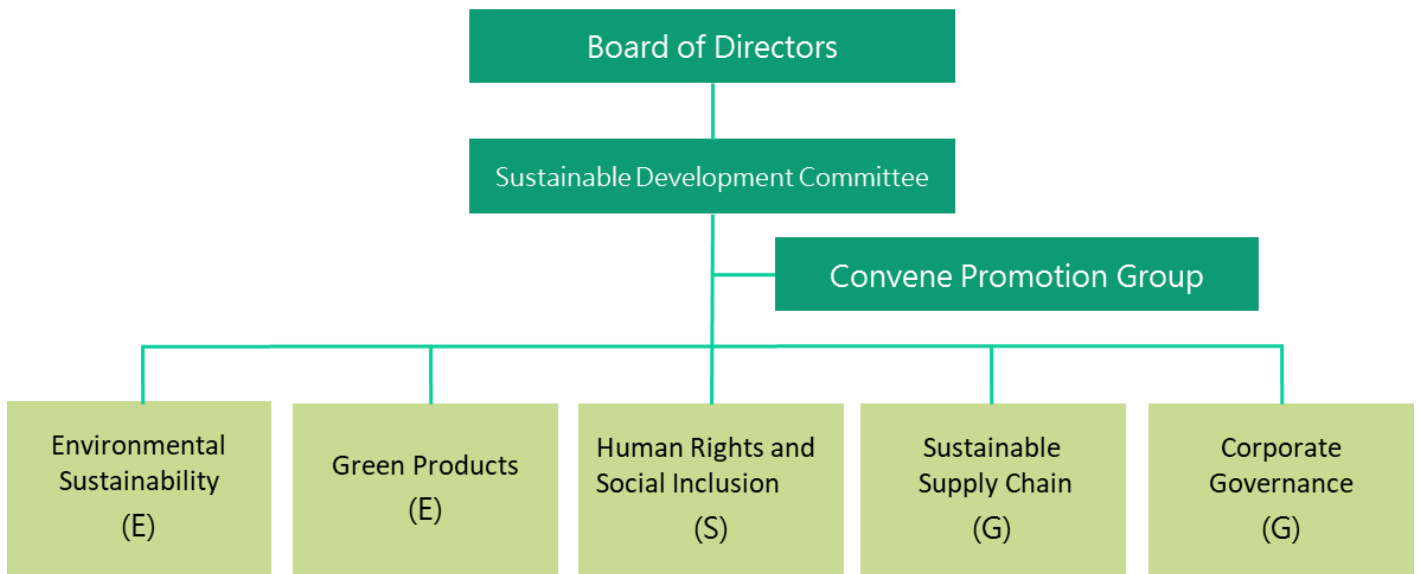 Board of Directors
Sustainable Development Committee
Convene Promotion Group
Environmental
Sustainability
(E)
Green Products
(E)
Human Rights and
Social Inclusion
(S)
Sustainable
Supply Chain
(G)
Corporate
Governance
(G)